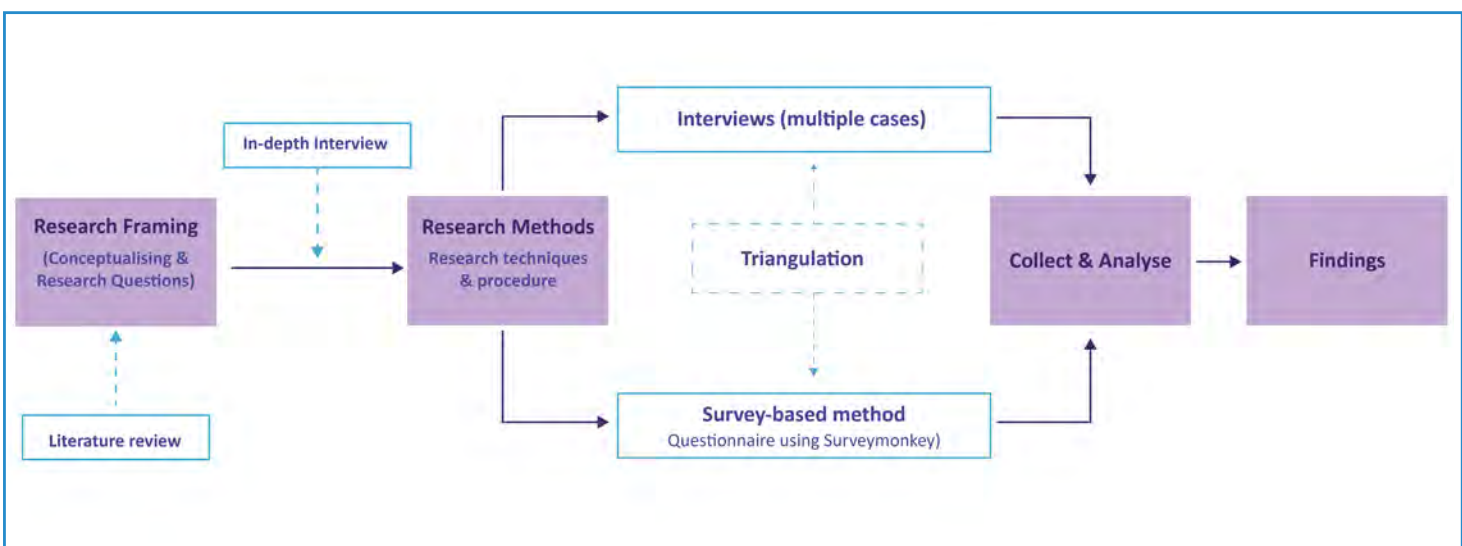 In-depth Interview
Research Framing
(Conceptualising &
Research Questions)
Literature review
Research Methods
Research techniques
& procedure
Interviews (multiple cases)
Triangulation
Survey-based method
Questionnaire using Surveymonkey)
Collect & Analyse
Findings